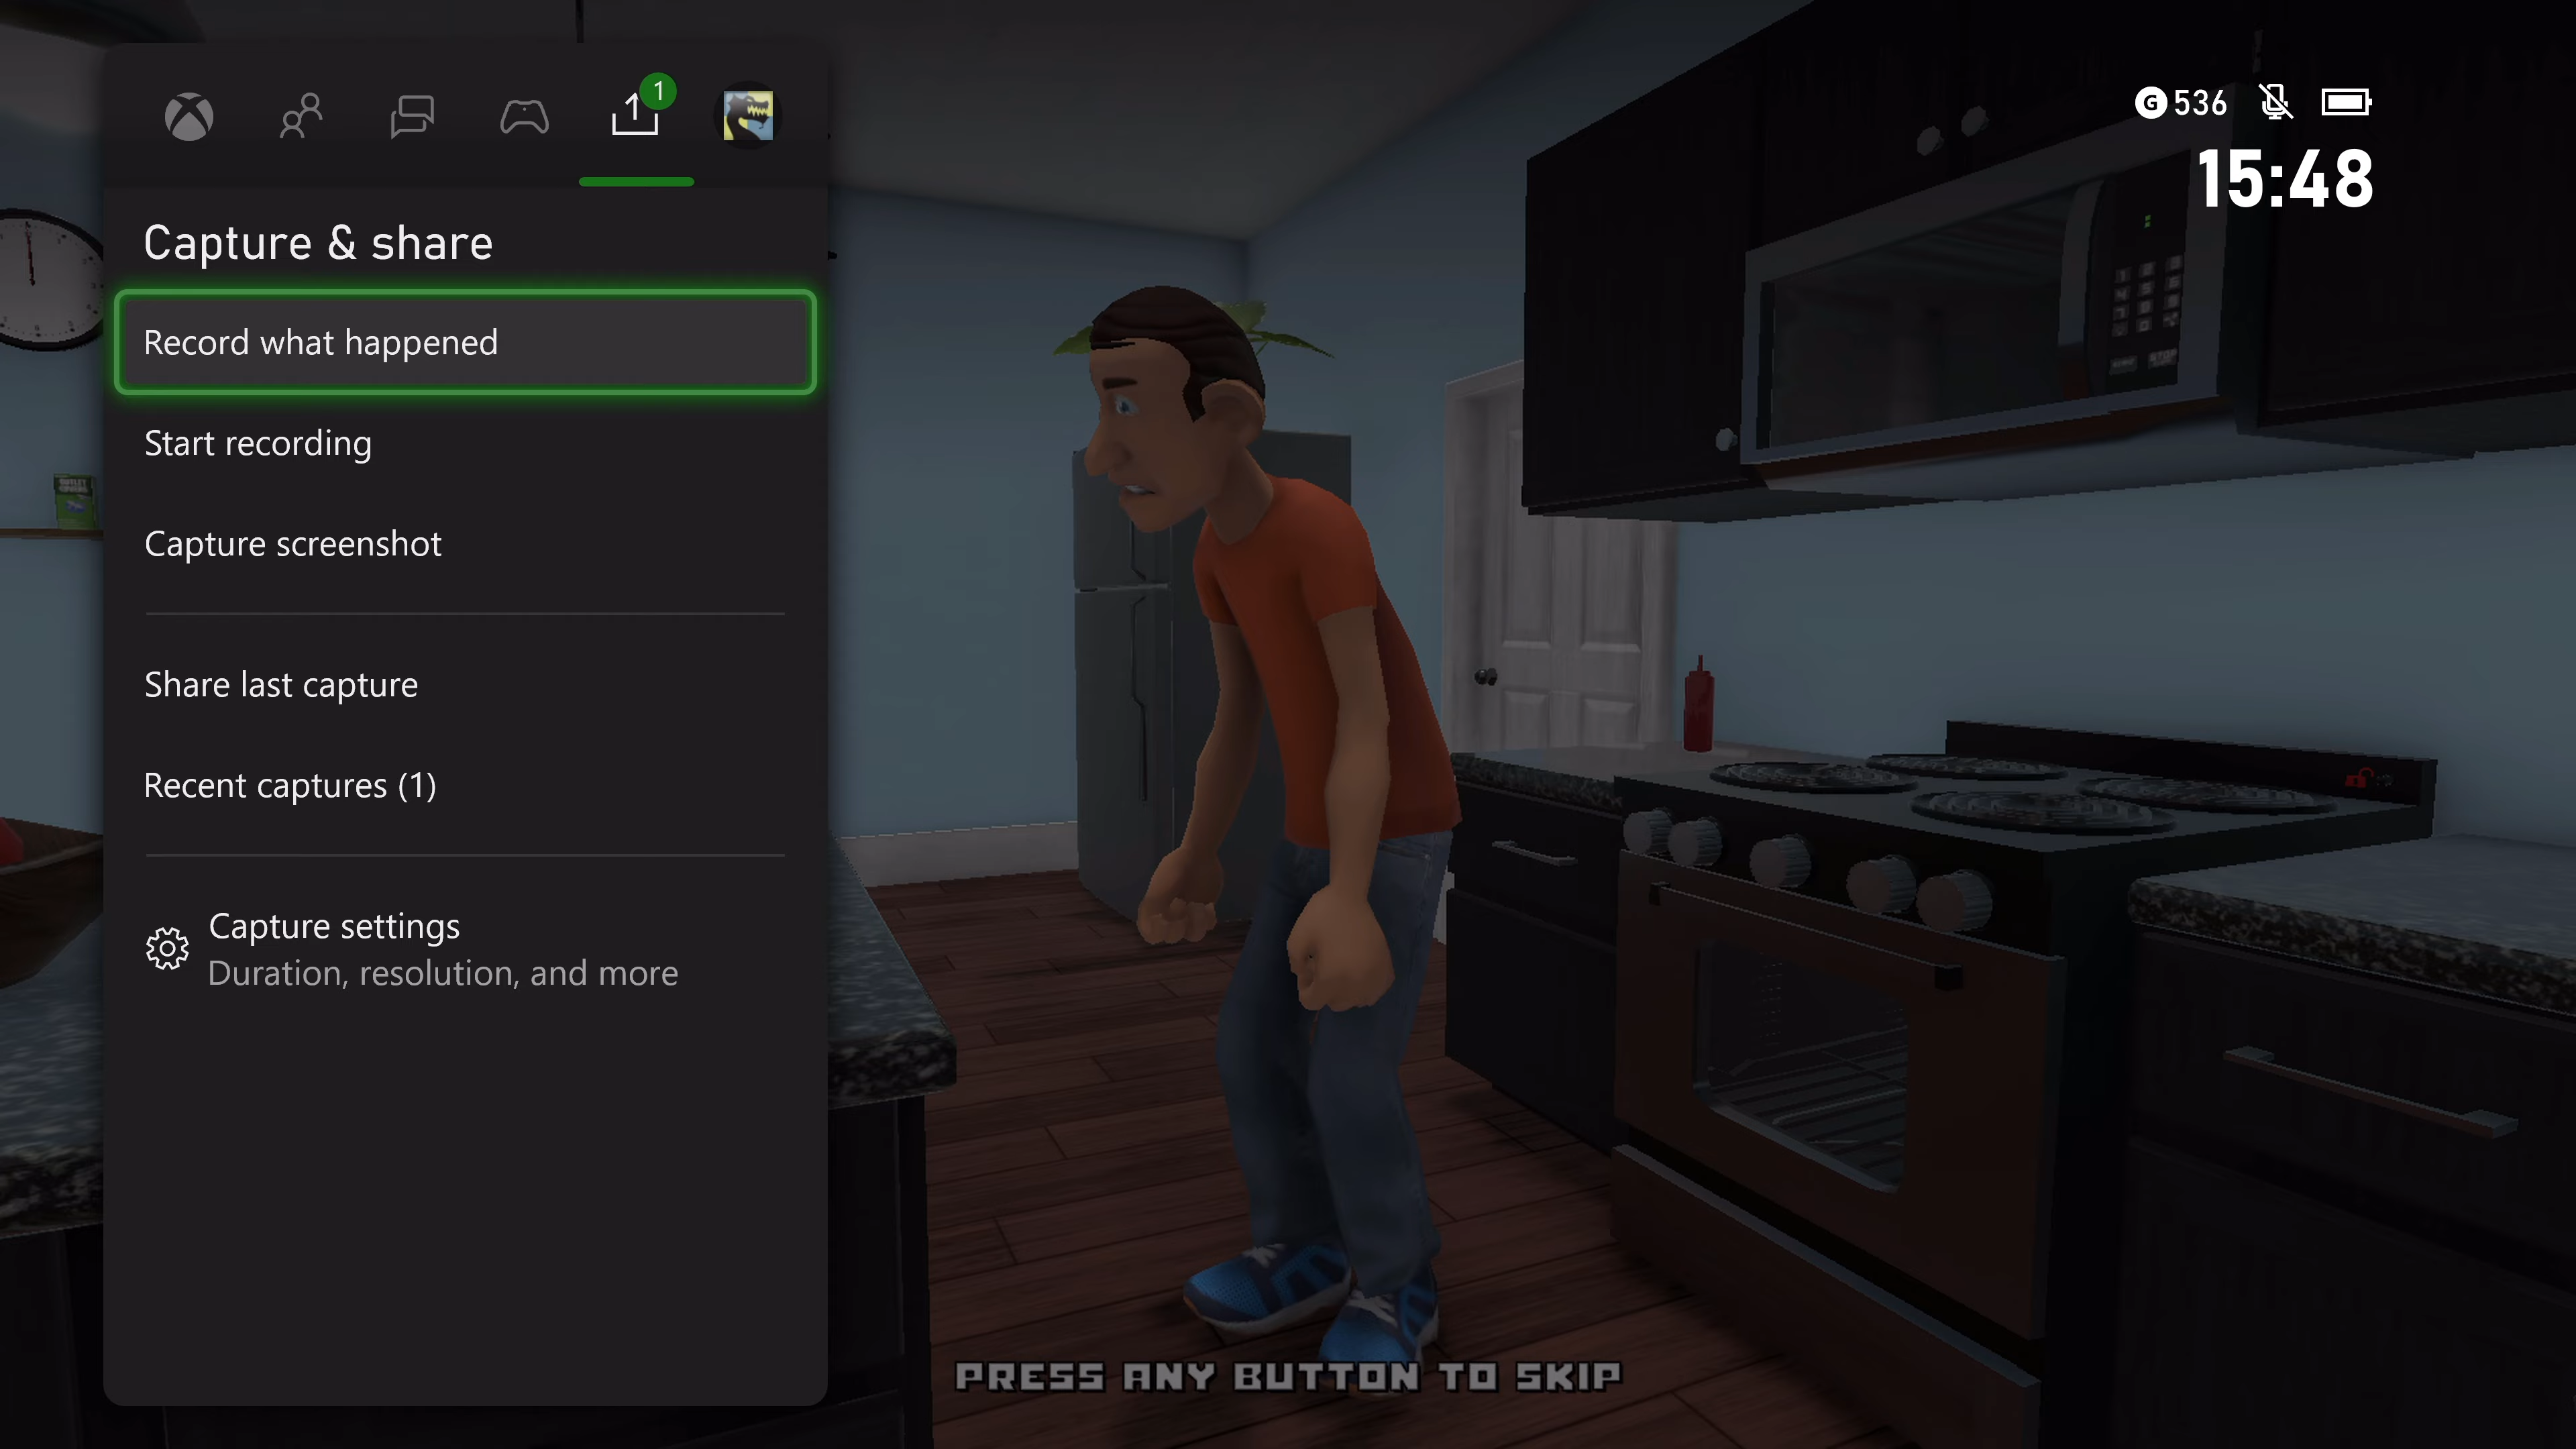 1
G 536
15:48
Capture & share
Record what happened
Start recording
Capture screenshot
Share last capture
Recent captures (1)
Capture settings
Duration, resolution, and more
PRESS ANY BUTTON TO SKIP